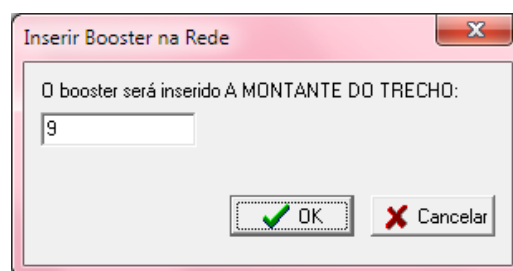 Inserir Booster na Rede
O booster será inserido A MONTANTE DO TRECHO:
9
OK Cancelar